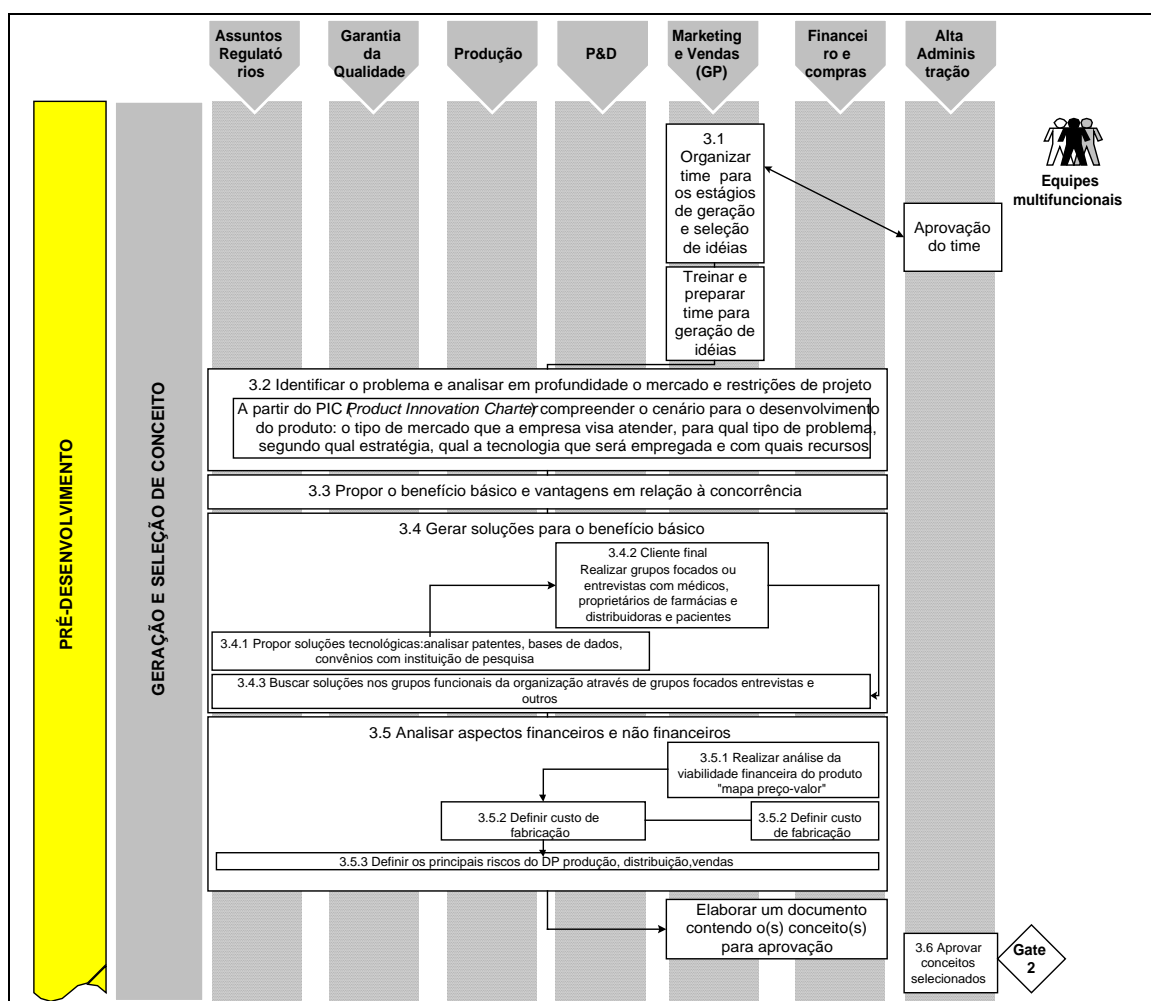 Assuntos
Regulató
rios
Garantia
da
Qualidade
Produção
P&D
Marketing
e Vendas
(GP)
Financei
ro e
compras
Alta
Adminis
tração
PRÉ-DESENVOLVIMENTO
GERAÇÃO E SELEÇÃO DE CONCEITO
3.1
Organizar
time para
os estágios
de geração
e seleção
de idéias
Equipes
multifuncionais
Aprovação
do time
Treinar e
preparar
time para
geração de
idéias
3.2 Identificar o problema e analisar em profundidade o mercado e restrições de projeto
A partir do PIC (Product Innovation Charter) compreender o cenário para o desenvolvimento
do produto: o tipo de mercado que a empresa visa atender, para qual tipo de problema,
segundo qual estratégia, qual a tecnologia que será empregada e com quais recursos
3.3 Propor o benefício básico e vantagens em relação à concorrência
3.4 Gerar soluções para o benefício básico
3.4.2 Cliente final
Realizar grupos focados ou
entrevistas com médicos,
proprietários de farmácias e
distribuidoras e pacientes
3.4.1 Propor soluções tecnológicas:analisar patentes, bases de dados,
convênios com instituição de pesquisa
3.4.3 Buscar soluções nos grupos funcionais da organização através de grupos focados entrevistas e
outros
3.5 Analisar aspectos financeiros e não financeiros
3.5.1 Realizar análise da
viabilidade financeira do produto
"mapa preço-valor"
3.5.2 Definir custo de
fabricação
3.5.2 Definir custo
de fabricação
3.5.3 Definir os principais riscos do DP produção, distribuição,vendas
Elaborar um documento
contendo o(s) conceito(s)
para aprovação
3.6 Aprovar
conceitos
selecionados
Gate
2